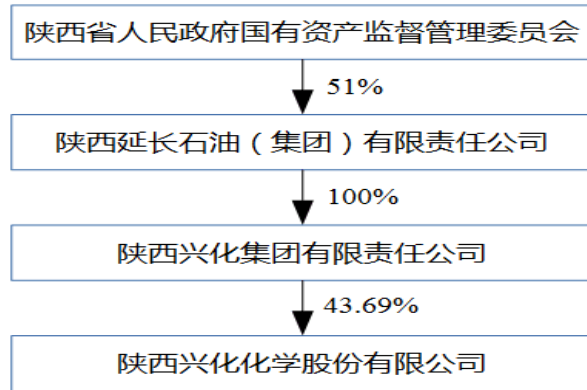 陕西省人民政府国有资产监督管理委员会
51%
陕西延长石油（集团）有限责任公司
100%
陕西兴化集团有限责任公司
43.69%
陕西兴化化学股份有限公司